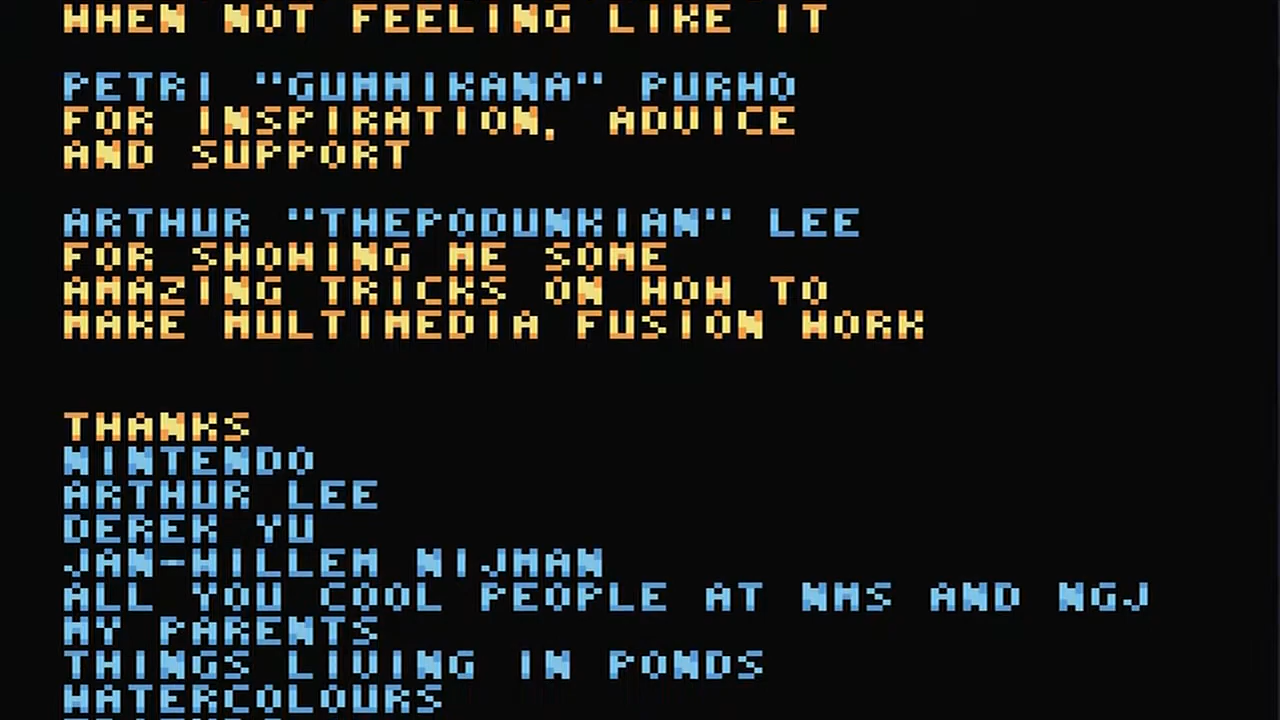 WHEN NOT FEELING LIKE IT
PETRI "GUMMIKANA" PURHO
FOR INSPIRATION, ADVICE
AND SUPPORT
ARTHUR "THEPODUNKIAN" LEE
FOR SHOWING ME SOME
AMAZING TRICKS ON HOW TO
MAKE MULTIMEDIA FUSION WORK
THANKS
NINTENDO
ARTHUR LEE
DEREK YU
JAN-WILLEM NIJMAN
ALL YOU COOL PEOPLE AT NMS AND NGJ
MY PARENTS
THINGS LIVING IN PONDS
WATERCOLOURS